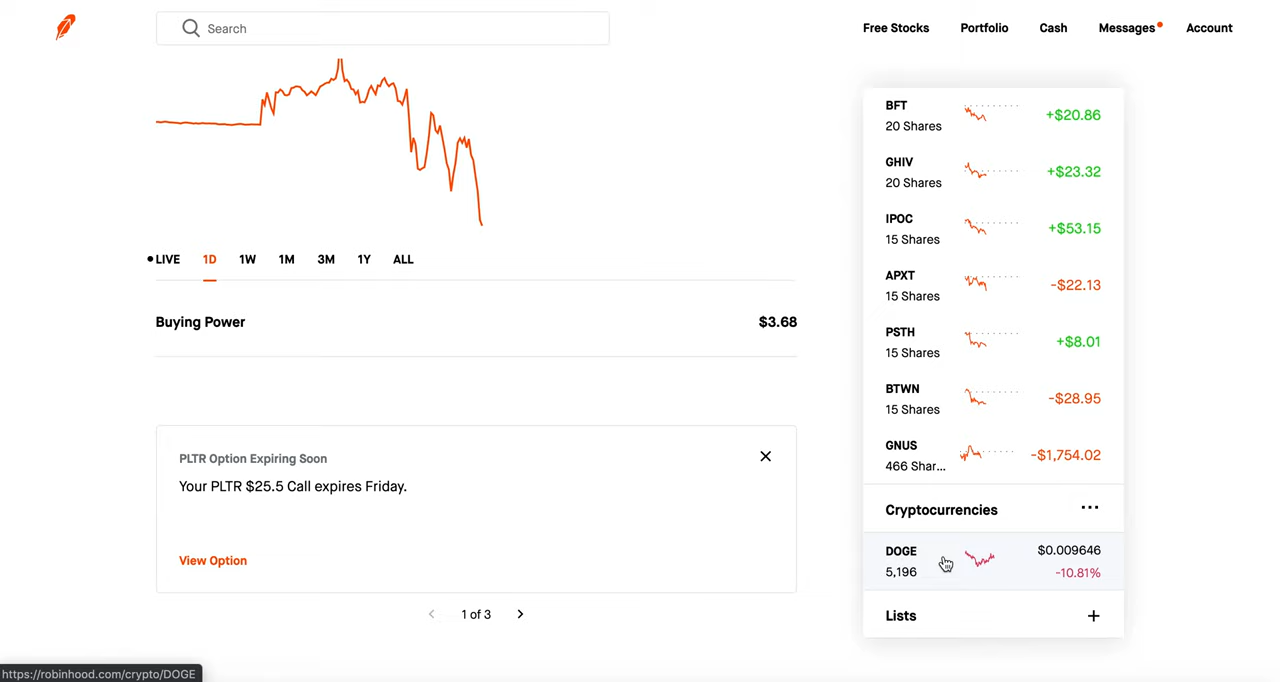 Search
Free Stocks Portfolio Cash Messages Account
LIVE 1D 1W 1M 3M 1Y ALL
Buying Power $3.68
PLTR Option Expiring Soon
Your PLTR $25.5 Call expires Friday.
View Option
1 of 3
BFT
20 Shares
+$20.86
GHIV
20 Shares
+$23.32
IPOC
15 Shares
+$53.15
APXT
15 Shares
-$22.13
PSTH
15 Shares
+$8.01
BTWN
15 Shares
-$28.95
GNUS
466 Shar...
-$1,754.02
Cryptocurrencies
DOGE
5,196
$0.009646
-10.81%
Lists
https://robinhood.com/crypto/DOGE